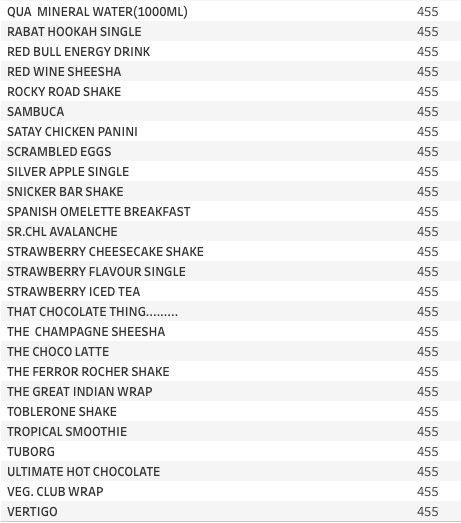 QUA  MINERAL WATER(1000ML) 455
RABAT HOOKAH SINGLE 455
RED BULL ENERGY DRINK 455
RED WINE SHEESHA 455
ROCKY ROAD SHAKE 455
SAMBUCA 455
SATAY CHICKEN PANINI 455
SCRAMBLED EGGS 455
SILVER APPLE SINGLE 455
SNICKER BAR SHAKE 455
SPANISH OMELETTE BREAKFAST 455
SR.CHL AVALANCHE 455
STRAWBERRY CHEESECAKE SHAKE 455
STRAWBERRY FLAVOUR SINGLE 455
STRAWBERRY ICED TEA 455
THAT CHOCOLATE THING......... 455
THE  CHAMPAGNE SHEESHA 455
THE CHOCO LATTE 455
THE FERROR ROCHER SHAKE 455
THE GREAT INDIAN WRAP 455
TOBLERONE SHAKE 455
TROPICAL SMOOTHIE 455
TUBORG 455
ULTIMATE HOT CHOCOLATE 455
VEG. CLUB WRAP 455
VERTIGO 455